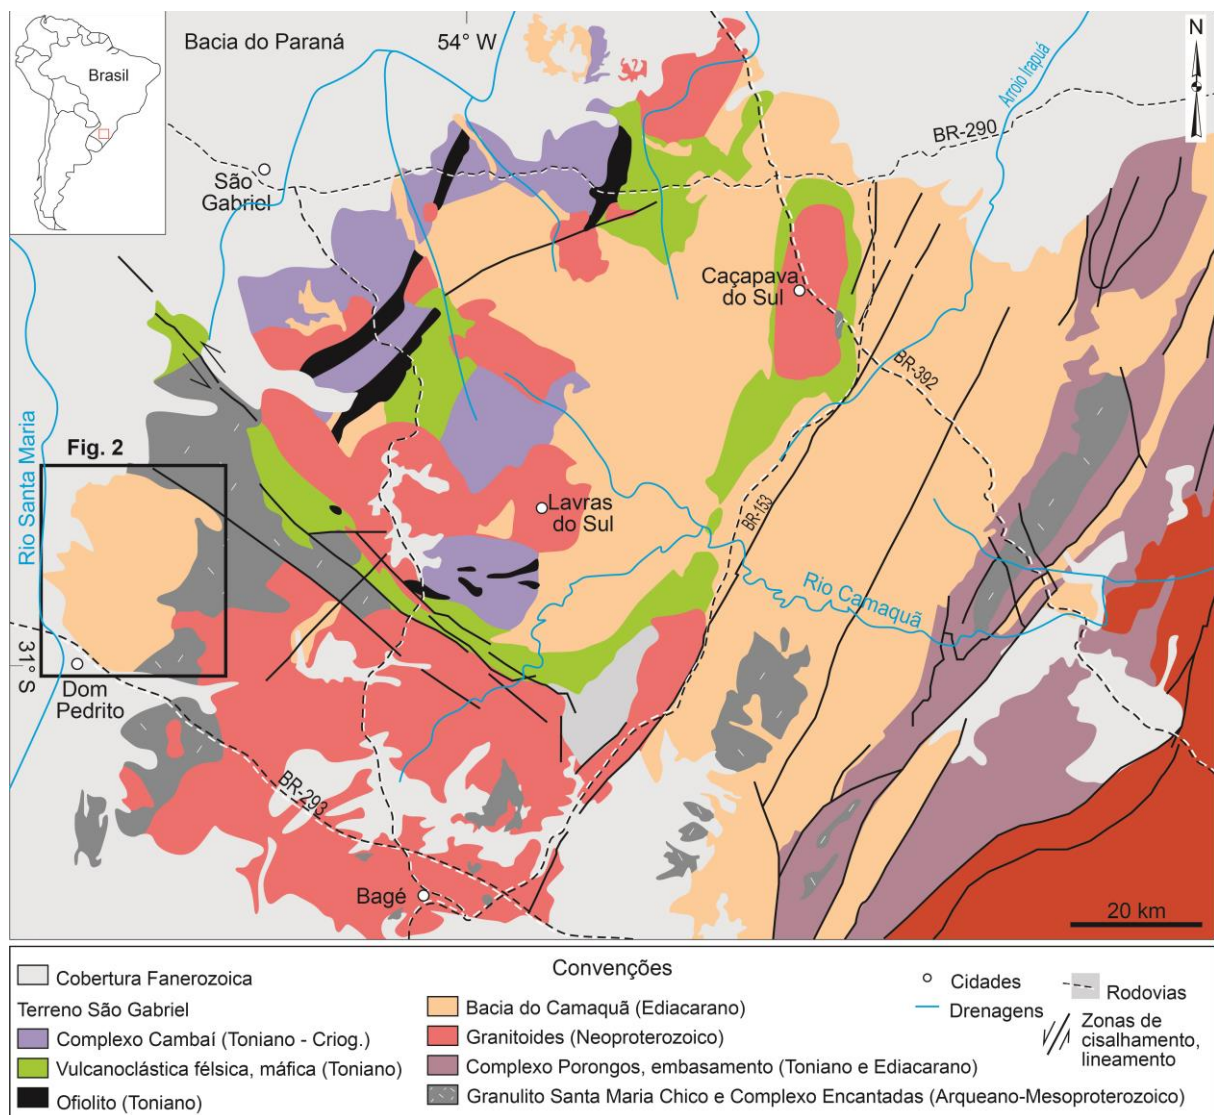 Brasil
Bacia do Paraná
54° W
N
São
Gabriel
BR-290
Arroio Irapuá
Caçapava
do Sul
BR-392
Rio Santa Maria
Fig. 2
Lavras
do Sul
BR-153
Rio Camaquã
31° S
Dom
Pedrito
BR-293
Bagé
20 km
Convenções
Cobertura Fanerozoica
Terreno São Gabriel
Complexo Cambaí (Toniano - Criog.)
Vulcanoclástica félsica, máfica (Toniano)
Ofiolito (Toniano)
Bacia do Camaquã (Ediacarano)
Granitoides (Neoproterozoico)
Complexo Porongos, embasamento (Toniano e Ediacarano)
Granulito Santa Maria Chico e Complexo Encantadas (Arqueano-Mesoproterozoico)
Cidades
Drenagens
Rodovias
Zonas de
cisalhamento,
lineamento